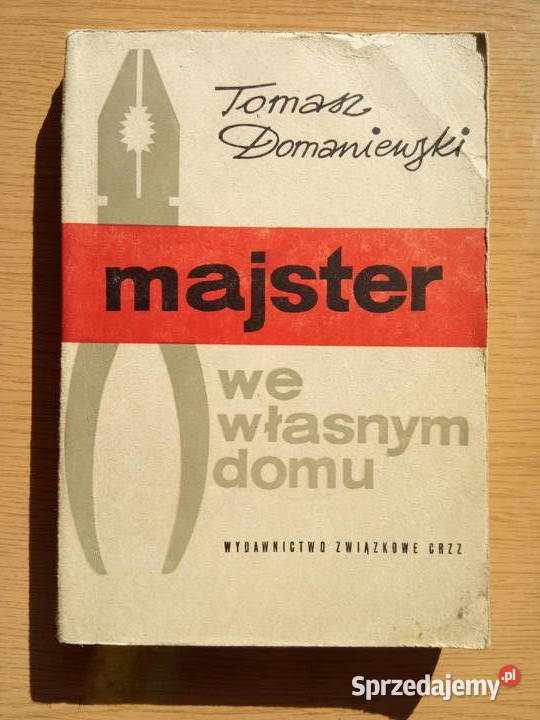 Tomasz
Domaniewski
majster
we
własnym
domu
WYDAWNICTWO ZWIĄZKOWE CRZZ
Sprzedajemy.pl